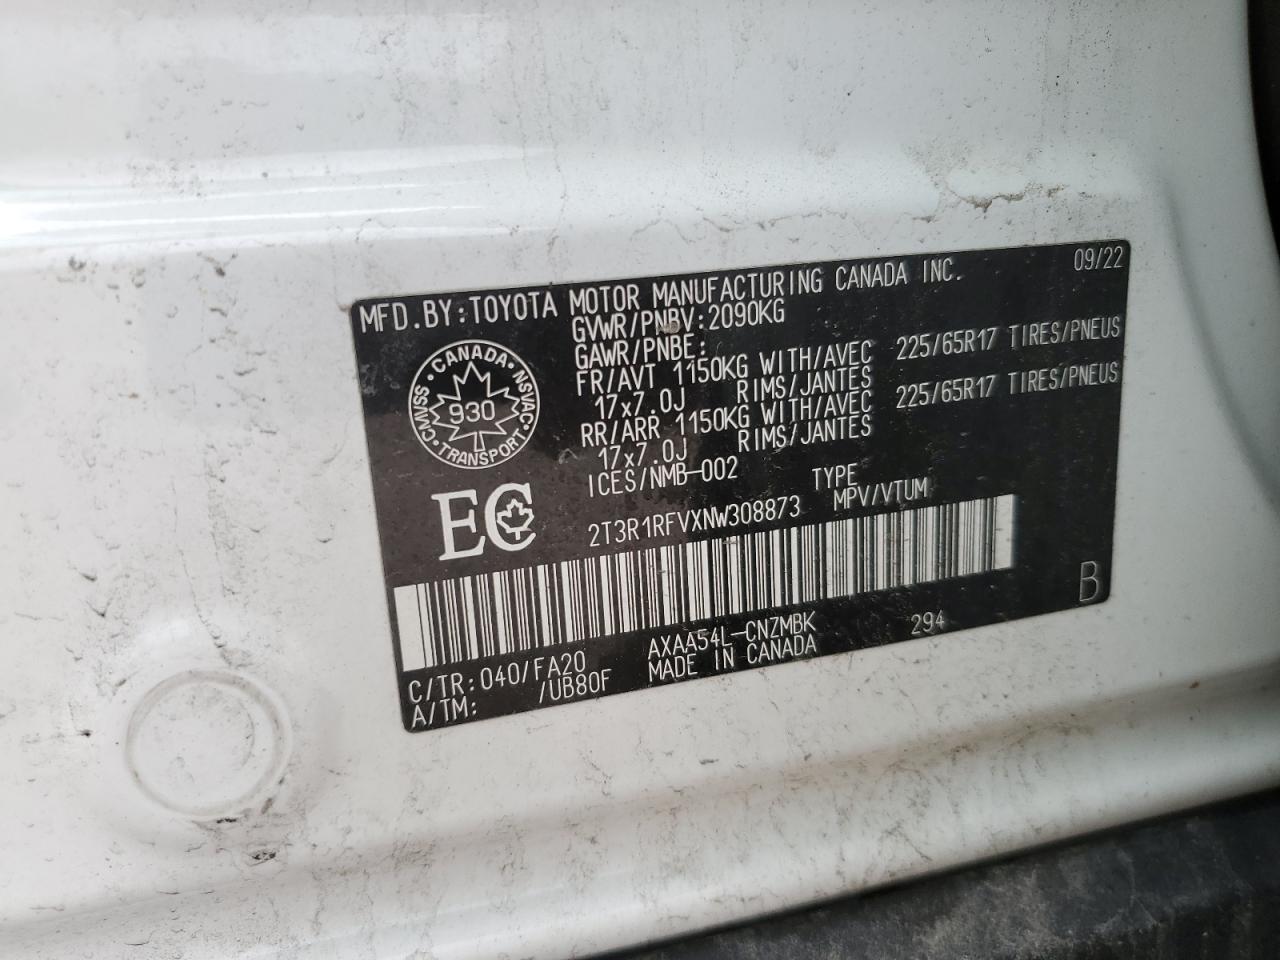 MFD.BY:TOYOTA MOTOR MANUFACTURING CANADA INC. 09/22
GVWR/PNBV:2090KG
GAWR/PNBE:
FR/AVT 1150KG WITH/AVEC 225/65R17 TIRES/PNEUS
17x7.0J RIMS/JANTES
RR/ARR 1150KG WITH/AVEC 225/65R17 TIRES/PNEUS
17x7.0J RIMS/JANTES
ICES/NMB-002
CANADA · NSVAC · TRANSPORT · CMVSS
930
EC
TYPE
2T3R1RFVXNW308873 MPV/VTUM
B
C/TR:040/FA20 AXAA54L-CNZMBK 294
A/TM: /UB80F MADE IN CANADA